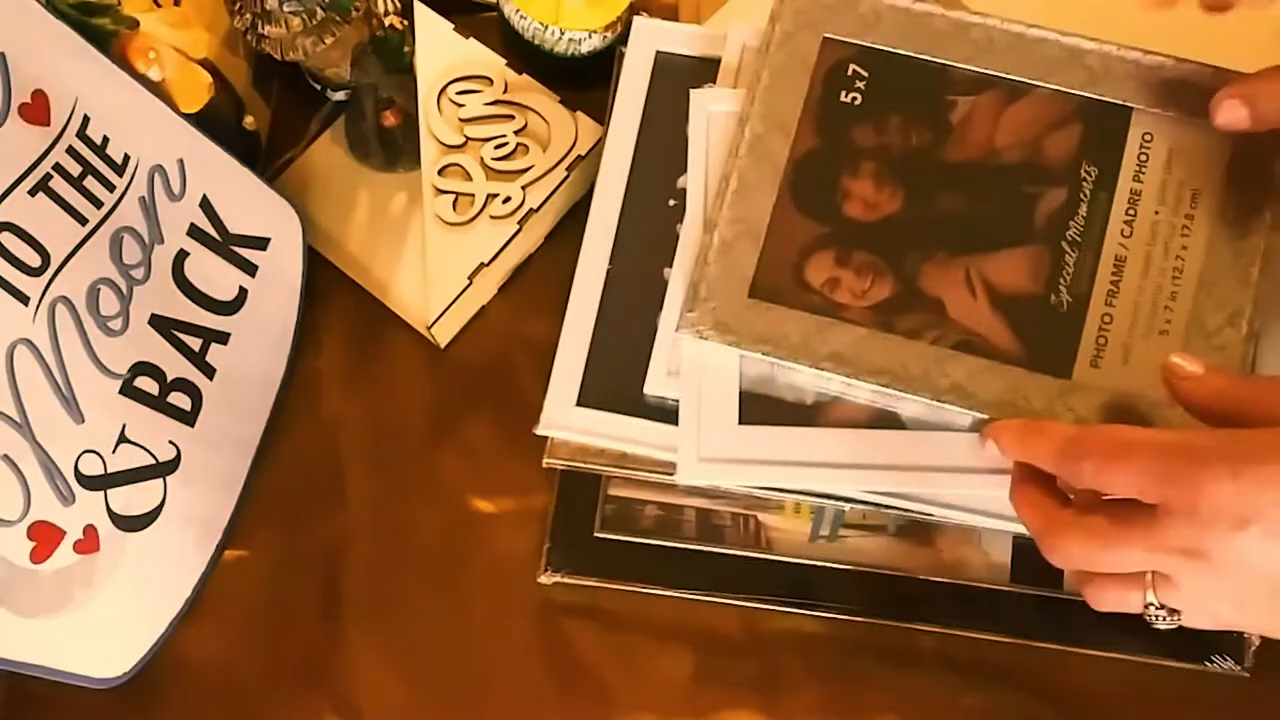 TO THE
Moon
& BACK
love
5x7
Special Moments
PHOTO FRAME / CADRE PHOTO
5 x 7 in (12.7 x 17.8 cm)